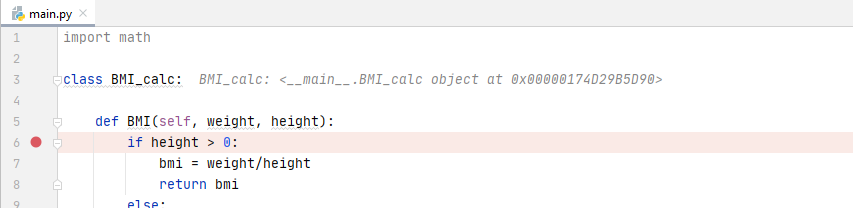 main.py
1 import math
2
3 class BMI_calc:  BMI_calc: <__main__.BMI_calc object at 0x00000174D29B5D90>
4
5 def BMI(self, weight, height):
6 if height > 0:
7 bmi = weight/height
8 return bmi
9 else: